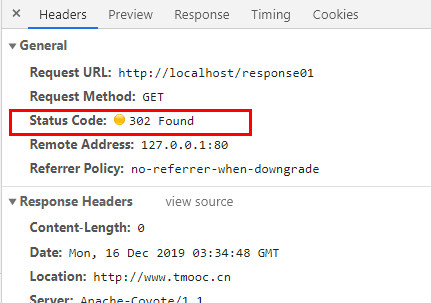 Headers Preview Response Timing Cookies
General
Request URL: http://localhost/response01
Request Method: GET
Status Code: 302 Found
Remote Address: 127.0.0.1:80
Referrer Policy: no-referrer-when-downgrade
Response Headers view source
Content-Length: 0
Date: Mon, 16 Dec 2019 03:34:48 GMT
Location: http://www.tmooc.cn
Server: Apache-Coyote/1.1